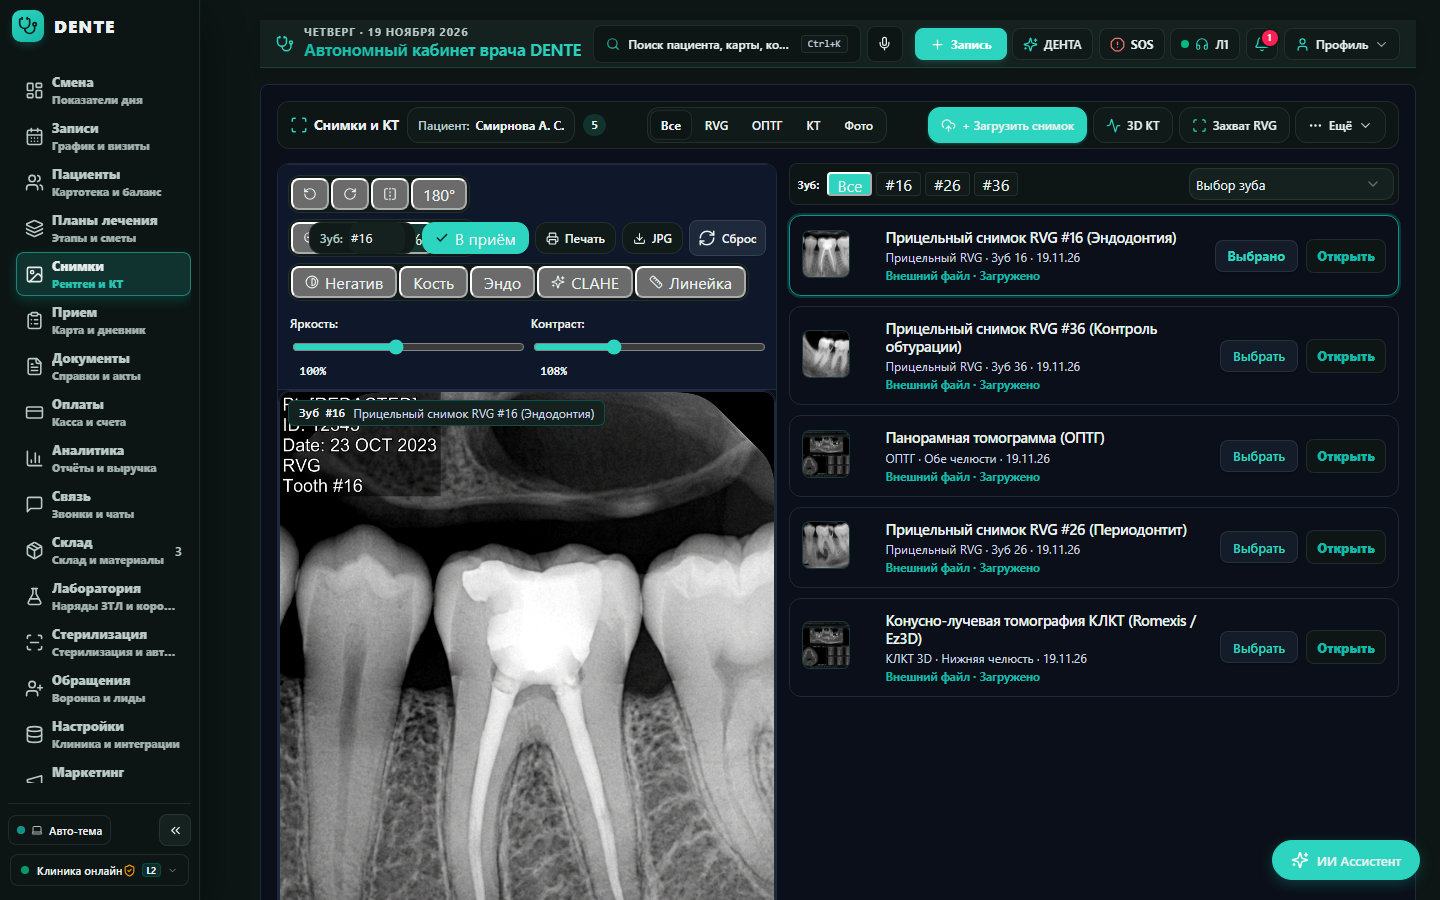 DENTE
Смена
Показатели дня
Записи
График и визиты
Пациенты
Картотека и баланс
Планы лечения
Этапы и сметы
Снимки
Рентген и КТ
Прием
Карта и дневник
Документы
Справки и акты
Оплаты
Касса и счета
Аналитика
Отчёты и выручка
Связь
Звонки и чаты
Склад
Склад и материалы
3
Лаборатория
Наряды ЗТЛ и коро...
Стерилизация
Стерилизация и авт...
Обращения
Воронка и лиды
Настройки
Клиника и интеграции
Маркетинг
Авто-тема
Клиника онлайн L2
ЧЕТВЕРГ · 19 НОЯБРЯ 2026
Автономный кабинет врача DENTE
Поиск пациента, карты, ко... Ctrl+K
+ Запись
ДЕНТА
SOS
Л1
1
Профиль
Снимки и КТ
Пациент: Смирнова А. С.
5
Все RVG ОПТГ КТ Фото
+ Загрузить снимок
3D КТ
Захват RVG
Ещё
180°
Зуб: #16
В приём
Печать
JPG
Сброс
Негатив
Кость
Эндо
CLAHE
Линейка
Яркость:
Контраст:
100%
108%
Зуб #16 Прицельный снимок RVG #16 (Эндодонтия)
ID: 12345
Date: 23 OCT 2023
RVG
Tooth #16
Зуб: Все #16 #26 #36
Выбор зуба
Прицельный снимок RVG #16 (Эндодонтия)
Прицельный RVG · Зуб 16 · 19.11.26
Внешний файл · Загружено
Выбрано
Открыть
Прицельный снимок RVG #36 (Контроль
обтурации)
Прицельный RVG · Зуб 36 · 19.11.26
Внешний файл · Загружено
Выбрать
Открыть
Панорамная томограмма (ОПТГ)
ОПТГ · Обе челюсти · 19.11.26
Внешний файл · Загружено
Выбрать
Открыть
Прицельный снимок RVG #26 (Периодонтит)
Прицельный RVG · Зуб 26 · 19.11.26
Внешний файл · Загружено
Выбрать
Открыть
Конусно-лучевая томография КЛКТ (Romexis /
Ez3D)
КЛКТ 3D · Нижняя челюсть · 19.11.26
Внешний файл · Загружено
Выбрать
Открыть
ИИ Ассистент